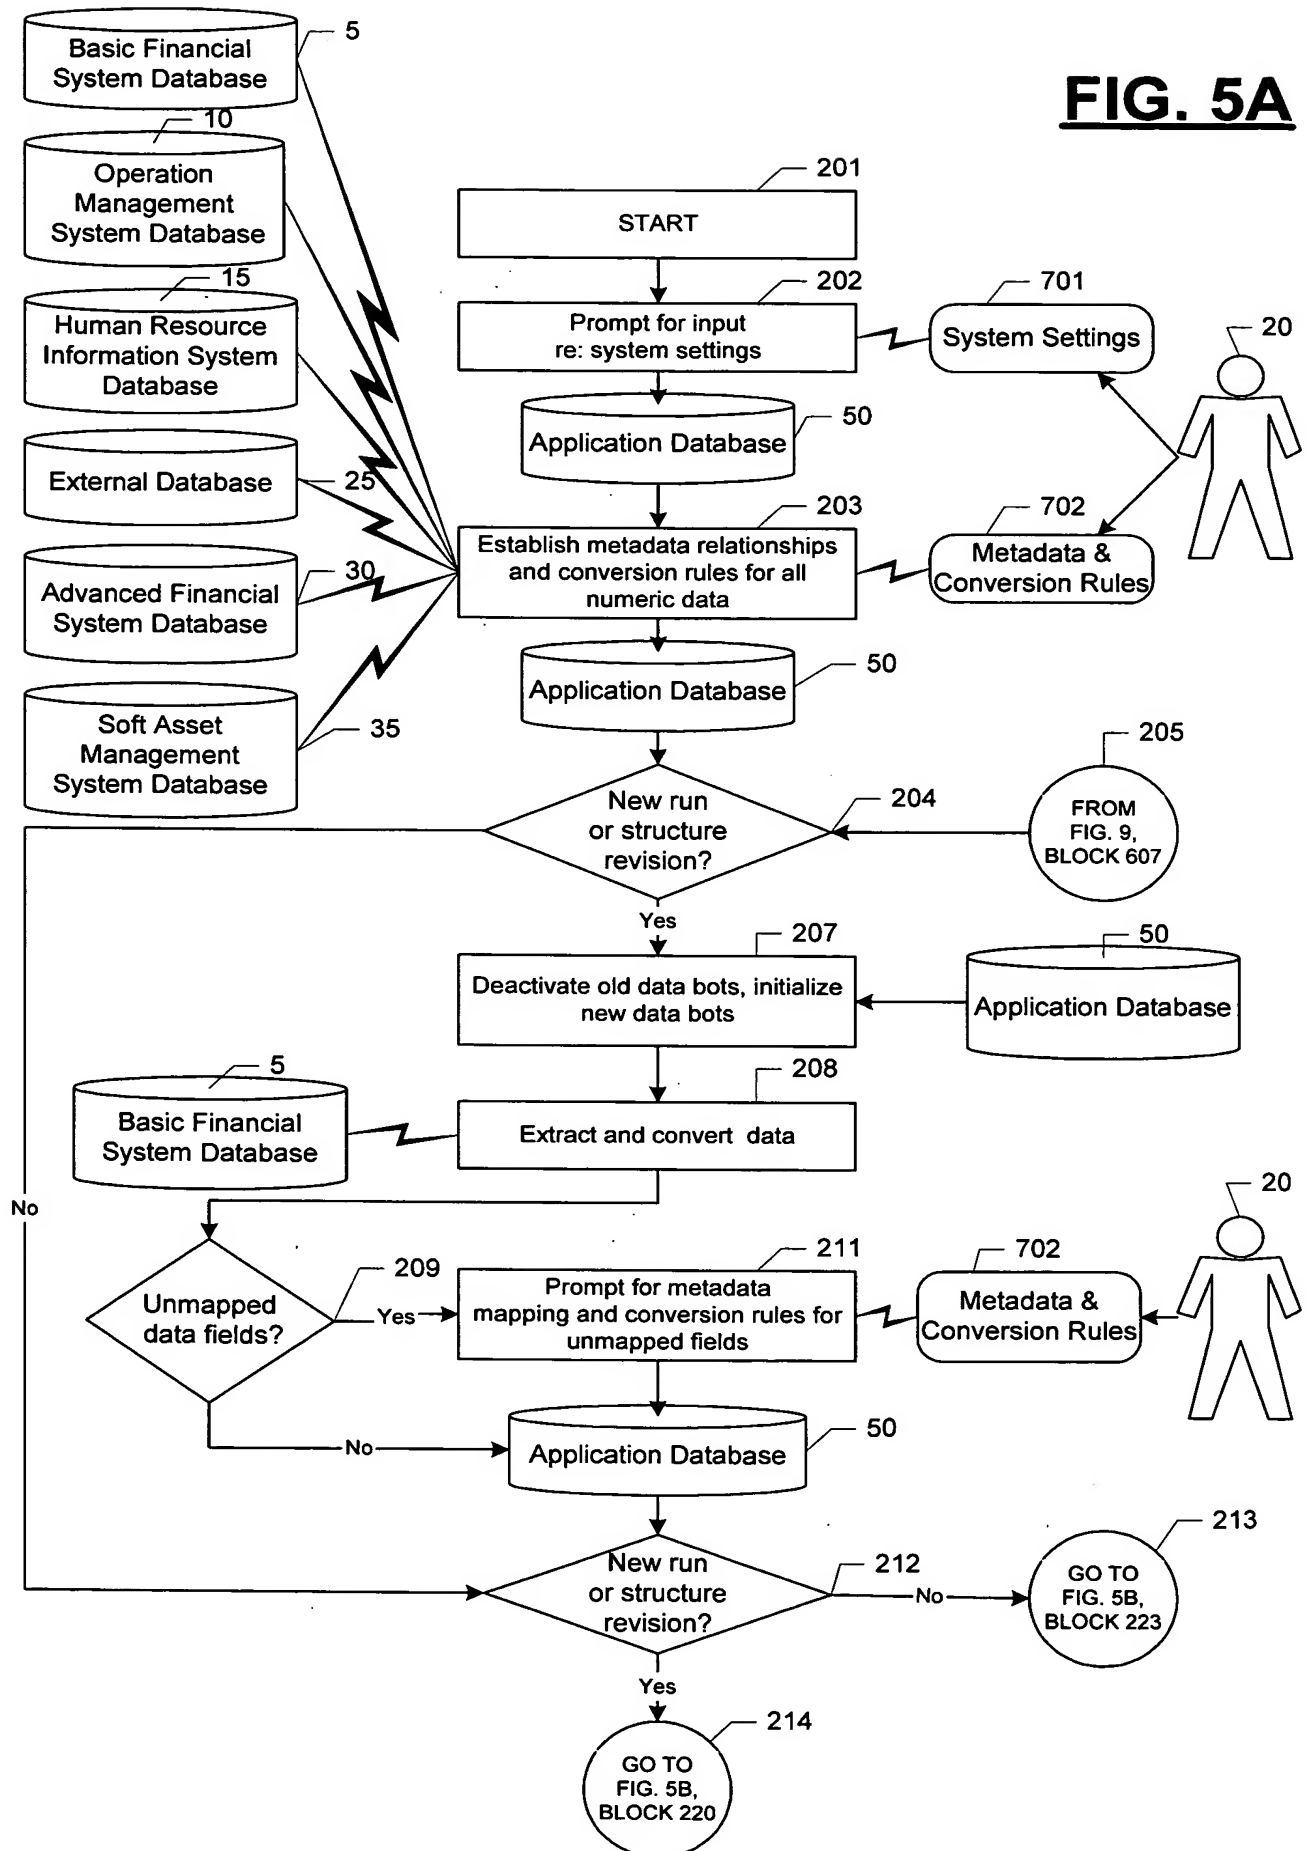 FIG. 5A
5
Basic Financial
System Database
10
Operation
Management
System Database
15
Human Resource
Information System
Database
25
External Database
30
Advanced Financial
System Database
35
Soft Asset
Management
System Database
201
START
202
Prompt for input
re: system settings
701
System Settings
20
50
Application Database
203
Establish metadata relationships
and conversion rules for all
numeric data
702
Metadata &
Conversion Rules
50
Application Database
204
New run
or structure
revision?
205
FROM
FIG. 9,
BLOCK 607
Yes
207
Deactivate old data bots, initialize
new data bots
50
Application Database
5
Basic Financial
System Database
208
Extract and convert data
No
209
Unmapped
data fields?
Yes
211
Prompt for metadata
mapping and conversion rules for
unmapped fields
702
Metadata &
Conversion Rules
20
No
50
Application Database
212
New run
or structure
revision?
No
213
GO TO
FIG. 5B,
BLOCK 223
Yes
214
GO TO
FIG. 5B,
BLOCK 220